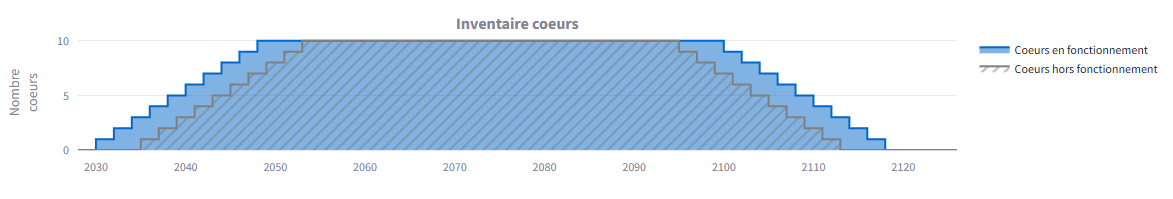 Inventaire coeurs
Nombre
coeurs
10
5
0
2030 2040 2050 2060 2070 2080 2090 2100 2110 2120
Coeurs en fonctionnement
Coeurs hors fonctionnement